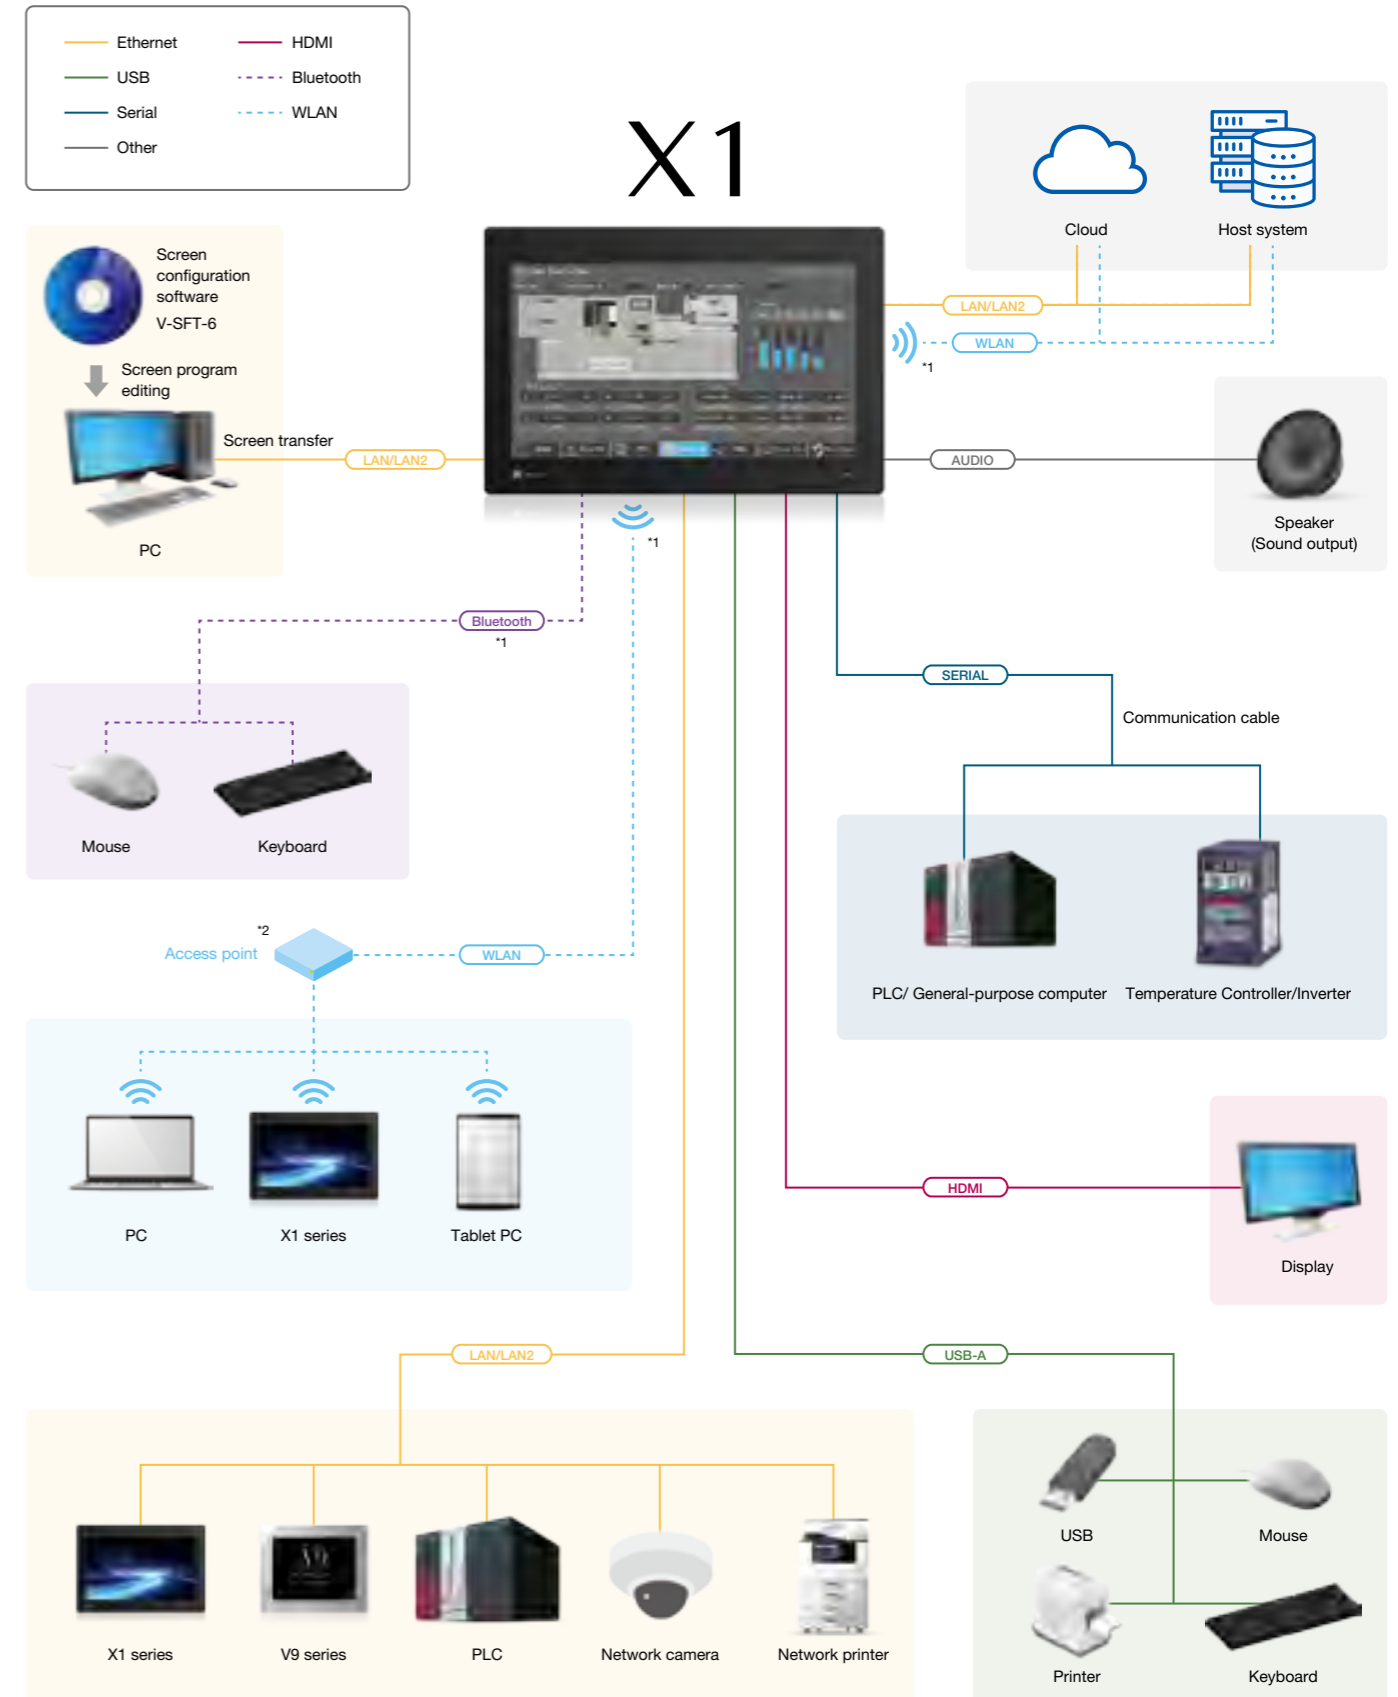 Ethernet
HDMI
USB
Bluetooth
Serial
WLAN
Other
X1
Cloud
Host system
LAN/LAN2
WLAN
*1
Screen
configuration
software
V-SFT-6
Screen program
editing
Screen transfer
LAN/LAN2
PC
AUDIO
Speaker
(Sound output)
*1
Bluetooth
*1
SERIAL
Communication cable
Mouse
Keyboard
*2
Access point
WLAN
PLC/ General-purpose computer
Temperature Controller/Inverter
PC
X1 series
Tablet PC
HDMI
Display
LAN/LAN2
USB-A
X1 series
V9 series
PLC
Network camera
Network printer
USB
Mouse
Printer
Keyboard